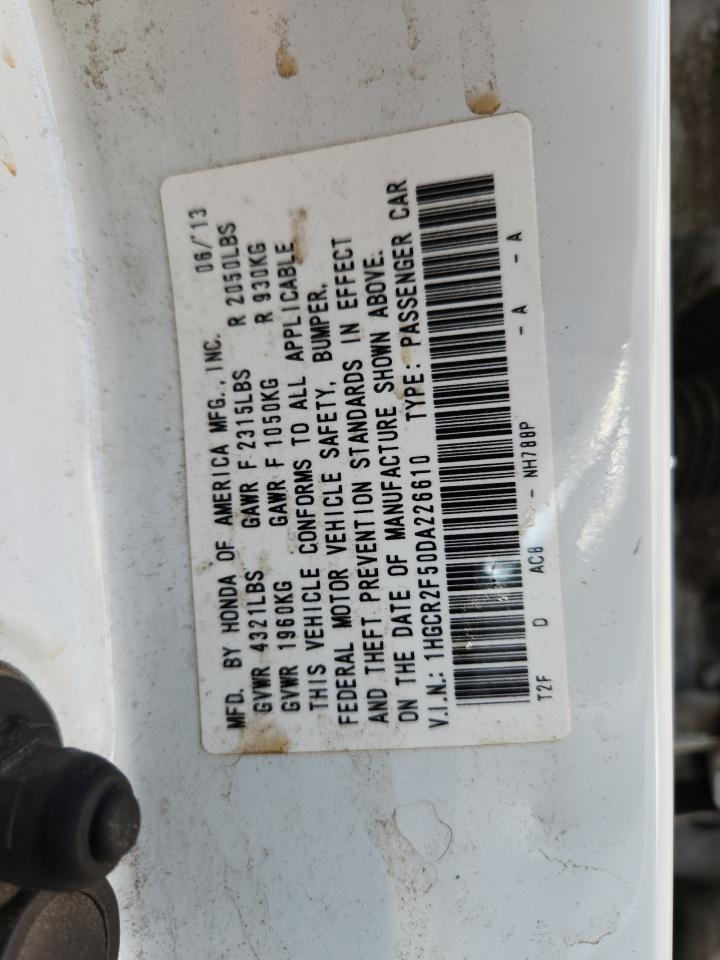 MFD. BY HONDA OF AMERICA MFG., INC. 06/'13
GVWR 4321LBS GAWR F 2315LBS R 2050LBS
GVWR 1960KG GAWR F 1050KG R 930KG
THIS VEHICLE CONFORMS TO ALL APPLICABLE
FEDERAL MOTOR VEHICLE SAFETY, BUMPER,
AND THEFT PREVENTION STANDARDS IN EFFECT
ON THE DATE OF MANUFACTURE SHOWN ABOVE.
V.I.N.: 1HGCR2F50DA226610 TYPE: PASSENGER CAR
T2F D AC8 - NH788P - A - A